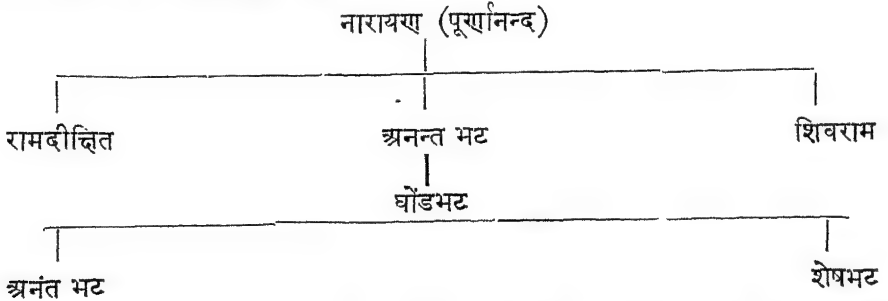 नारायण (पूर्णानन्द)
रामदीक्षित अनन्त भट शिवराम
घोंडभट
अनंत भट शेषभट